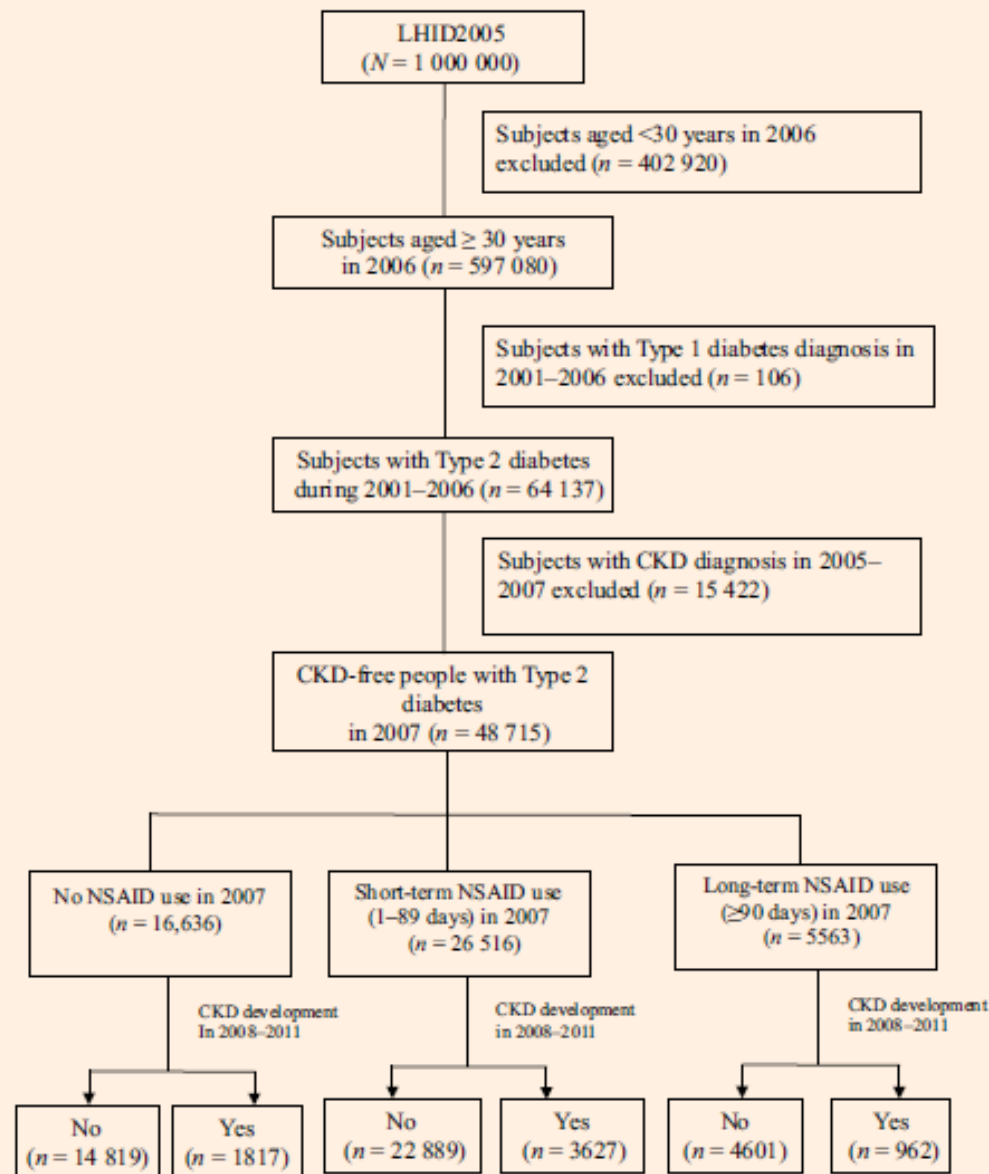 LHID2005
(N = 1 000 000)
Subjects aged <30 years in 2006
excluded (n = 402 920)
Subjects aged ≥ 30 years
in 2006 (n = 597 080)
Subjects with Type 1 diabetes diagnosis in
2001–2006 excluded (n = 106)
Subjects with Type 2 diabetes
during 2001–2006 (n = 64 137)
Subjects with CKD diagnosis in 2005–
2007 excluded (n = 15 422)
CKD-free people with Type 2
diabetes
in 2007 (n = 48 715)
No NSAID use in 2007
(n = 16,636)
Short-term NSAID use
(1–89 days) in 2007
(n = 26 516)
Long-term NSAID use
(≥90 days) in 2007
(n = 5563)
CKD development
In 2008–2011
CKD development
in 2008–2011
CKD development
in 2008–2011
No
(n = 14 819)
Yes
(n = 1817)
No
(n = 22 889)
Yes
(n = 3627)
No
(n = 4601)
Yes
(n = 962)